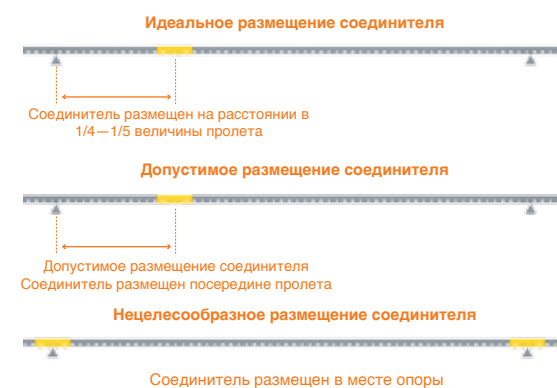 Идеальное размещение соединителя
Соединитель размещен на расстоянии в
1/4—1/5 величины пролета
Допустимое размещение соединителя
Допустимое размещение соединителя
Соединитель размещен посередине пролета
Нецелесообразное размещение соединителя
Соединитель размещен в месте опоры